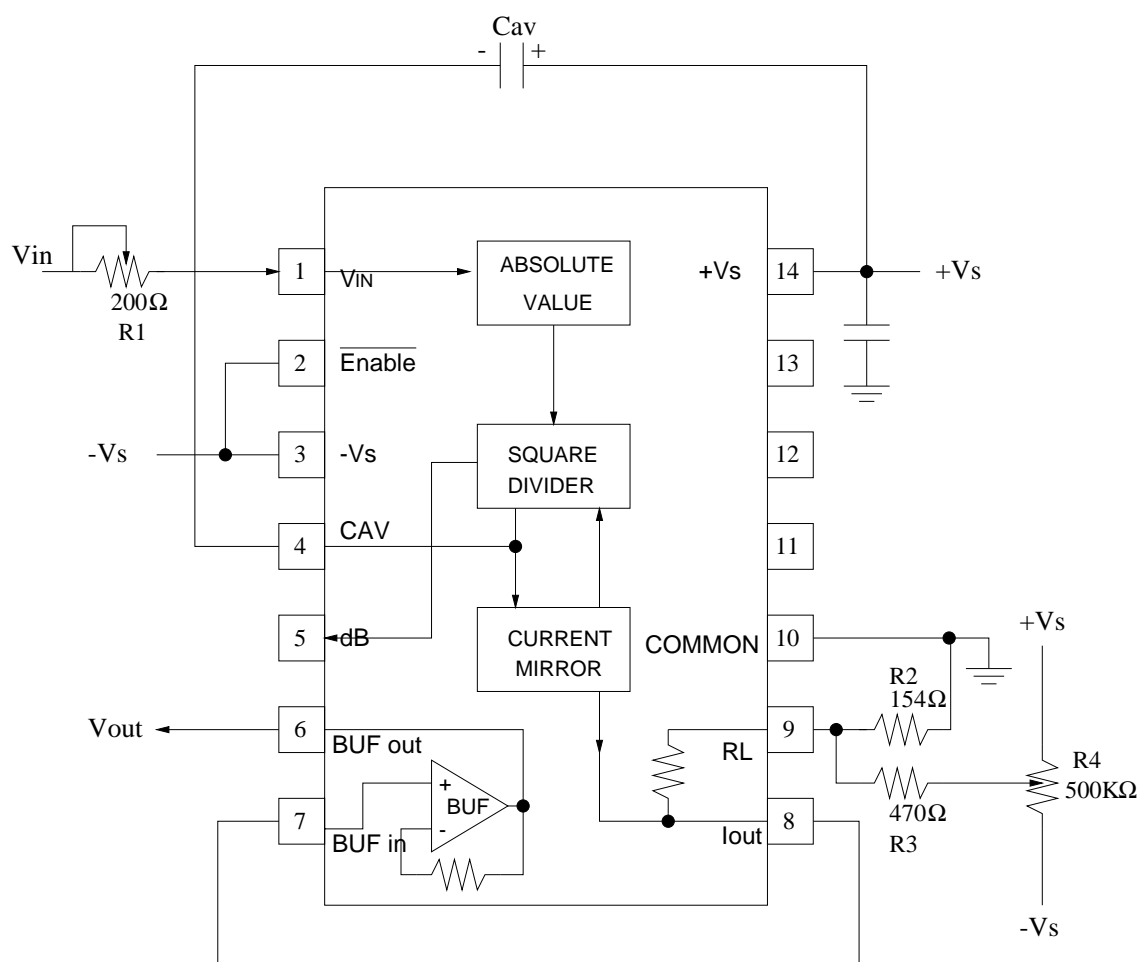 Cav
- +
Vin
200Ω
R1
1
VIN
ABSOLUTE
VALUE
+Vs
14
+Vs
2
Enable
13
-Vs
3
-Vs
SQUARE
DIVIDER
12
4
CAV
11
5
dB
CURRENT
MIRROR
COMMON
10
+Vs
R2
154Ω
Vout
6
BUF out
RL
9
R4
500KΩ
+
BUF
-
7
BUF in
Iout
8
470Ω
R3
-Vs